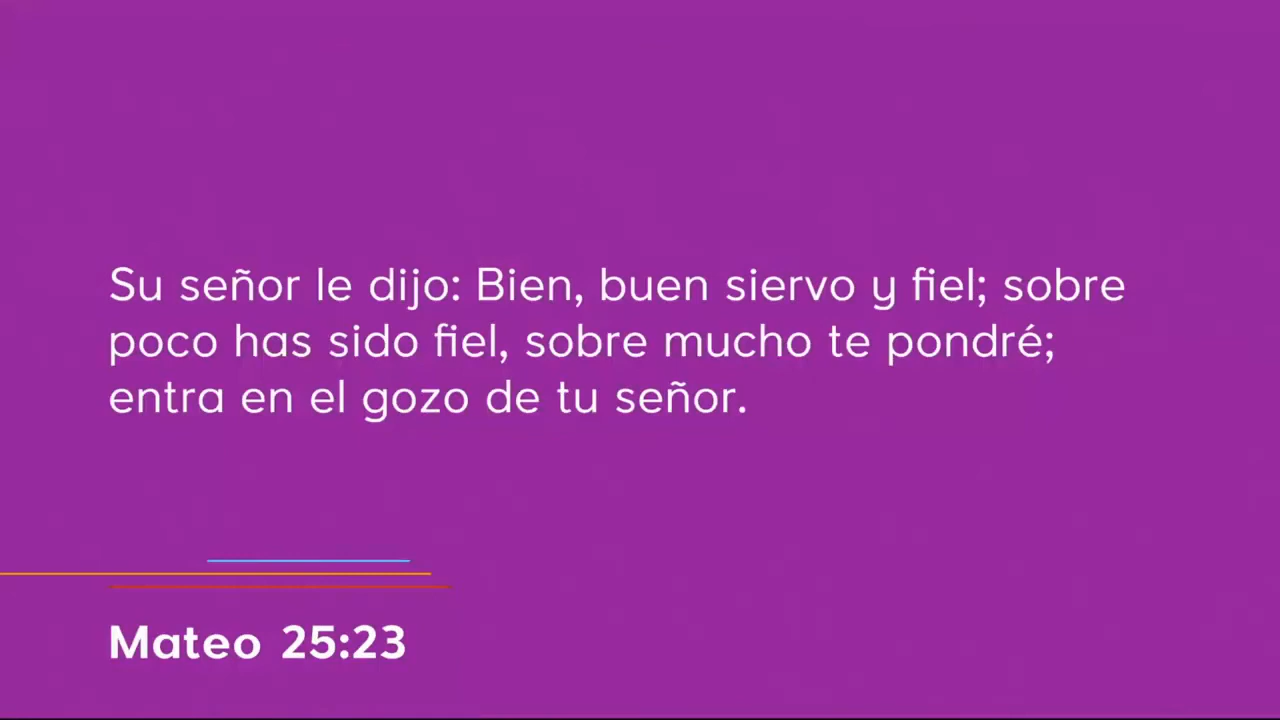 Su señor le dijo: Bien, buen siervo y fiel; sobre
poco has sido fiel, sobre mucho te pondré;
entra en el gozo de tu señor.
Mateo 25:23